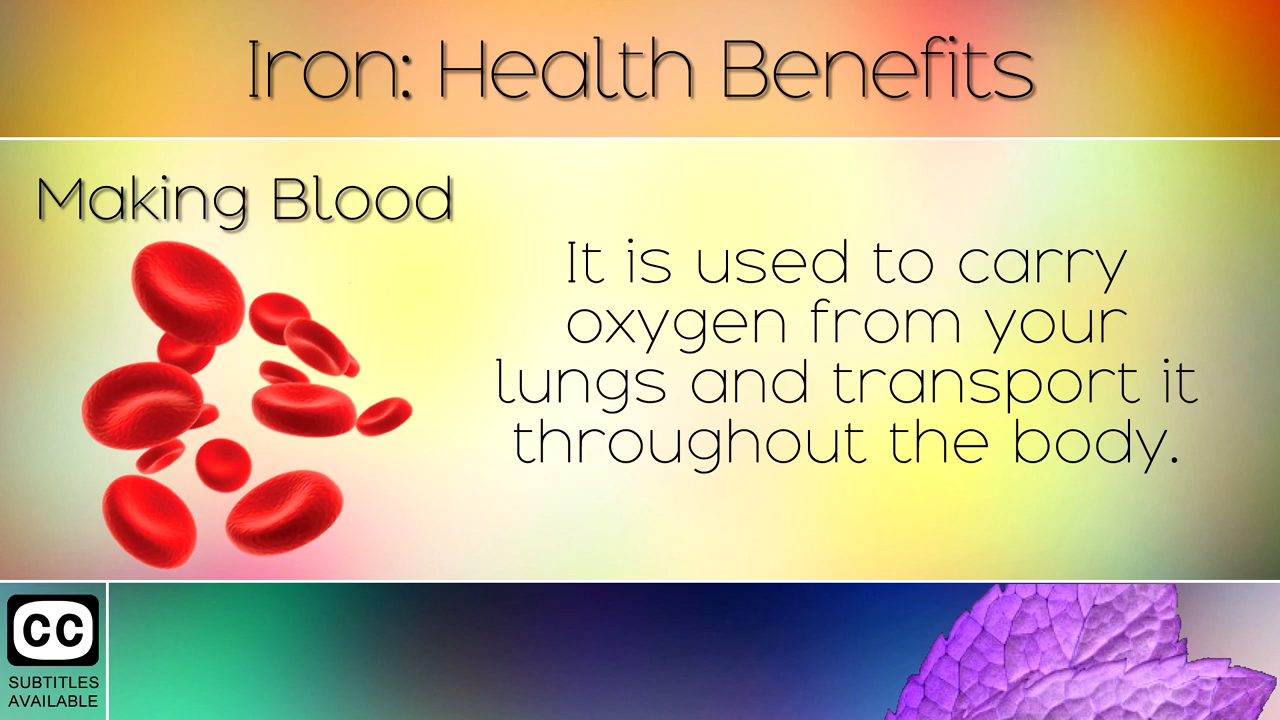 Iron: Health Benefits
Making Blood
It is used to carry
oxygen from your
lungs and transport it
throughout the body.
CC
SUBTITLES
AVAILABLE